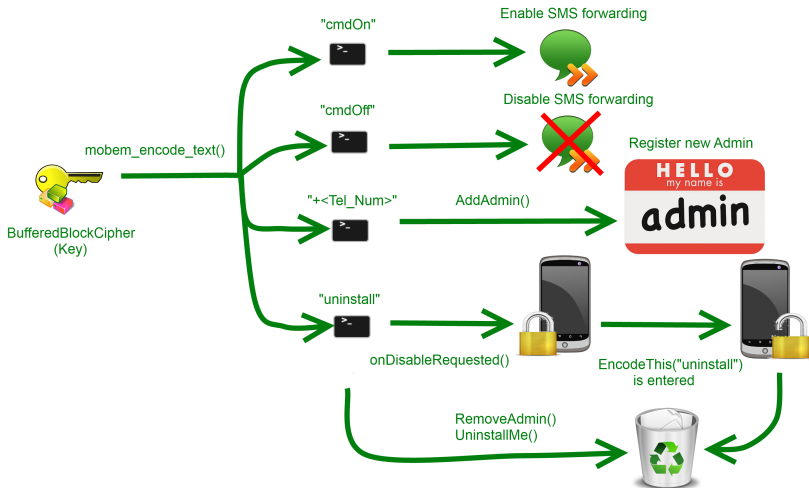 Enable SMS forwarding
"cmdOn"
>_
"cmdOff"
Disable SMS forwarding
>_
mobem_encode_text()
Register new Admin
HELLO
my name is
admin
"+<Tel_Num>"
AddAdmin()
>_
BufferedBlockCipher
(Key)
"uninstall"
>_
onDisableRequested()
EncodeThis("uninstall")
is entered
RemoveAdmin()
UninstallMe()